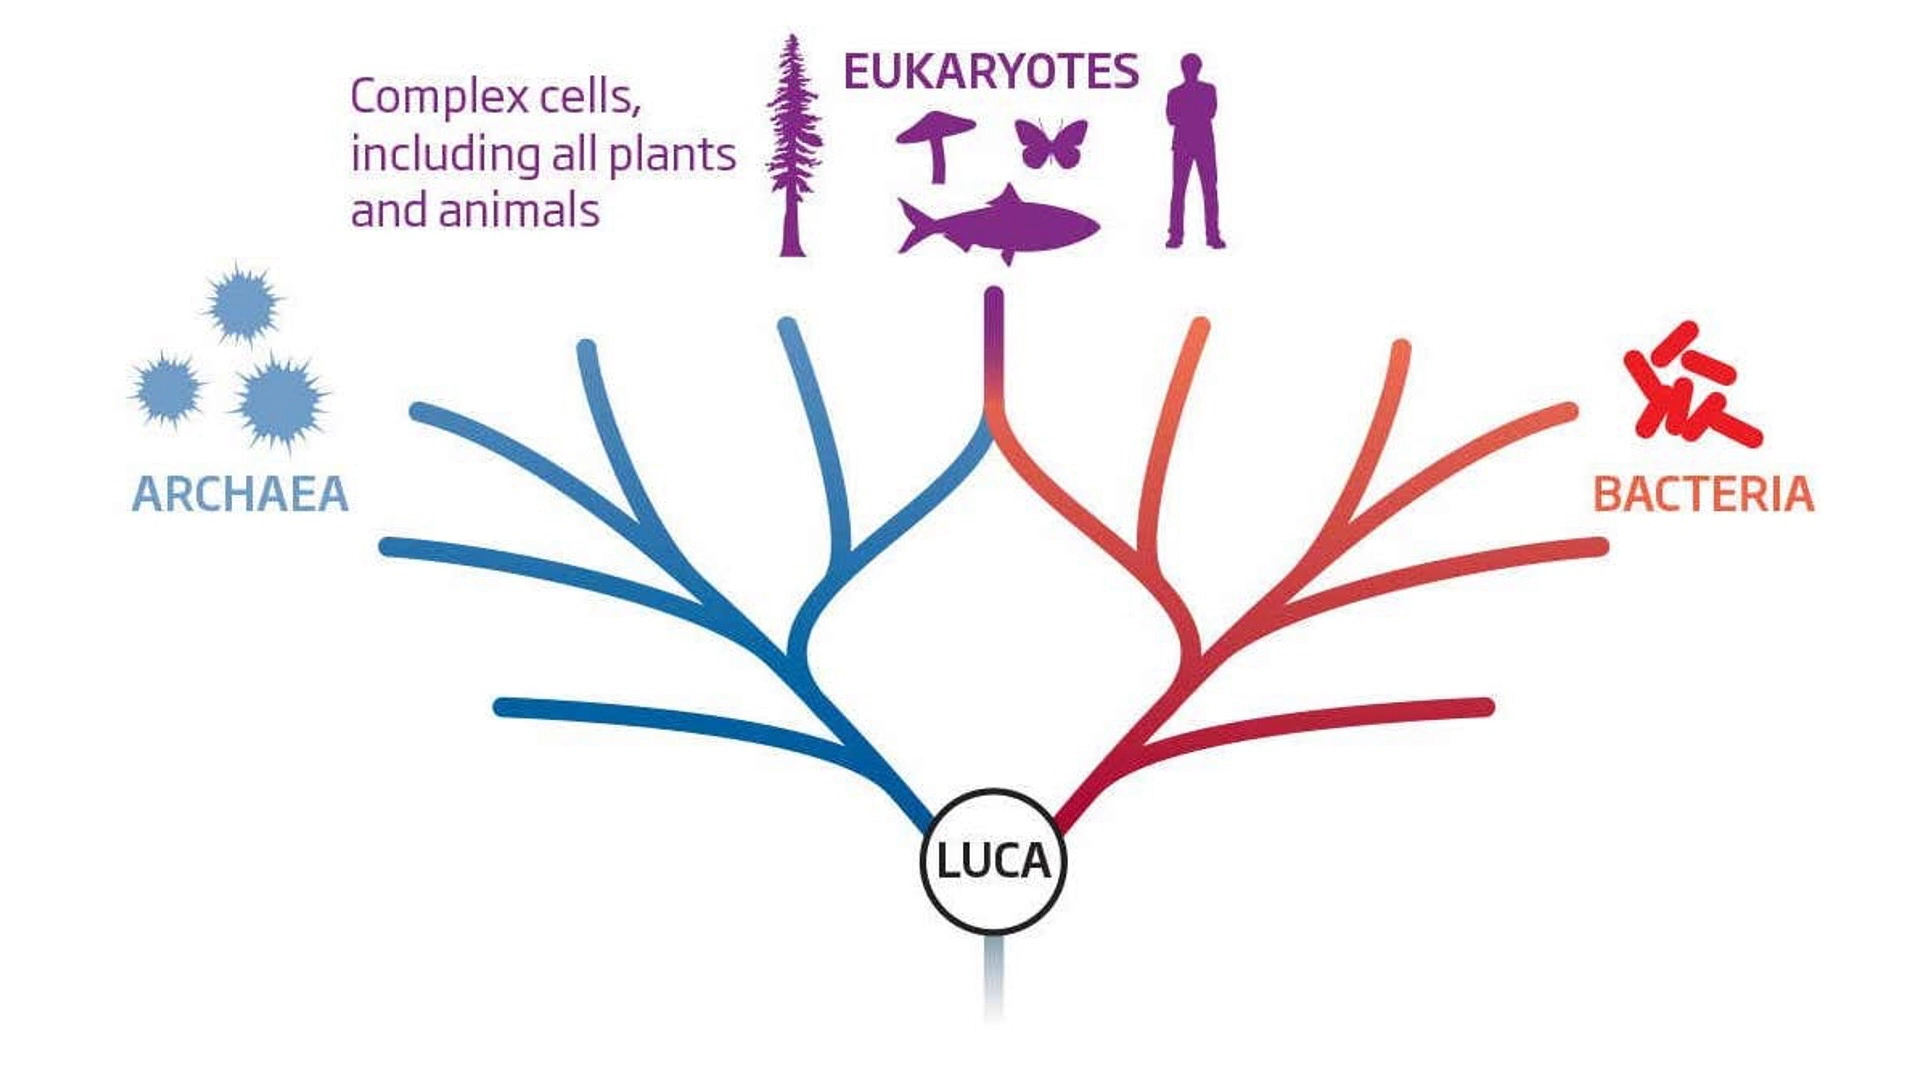 Complex cells,
including all plants
and animals
EUKARYOTES
ARCHAEA
BACTERIA
LUCA